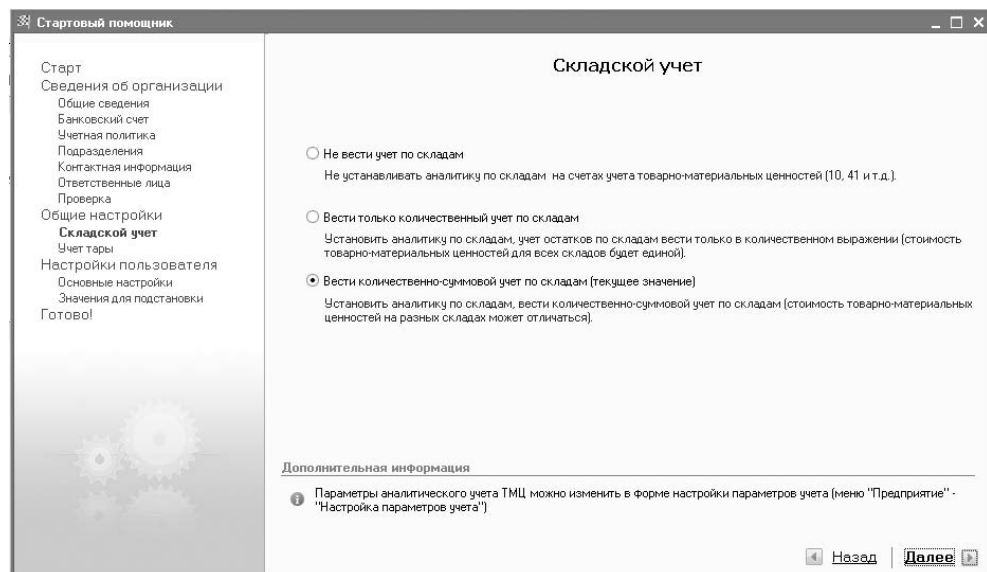 Стартовый помощник
Старт
Сведения об организации
Общие сведения
Банковский счет
Учетная политика
Подразделения
Контактная информация
Ответственные лица
Проверка
Общие настройки
Складской учет
Учет тары
Настройки пользователя
Основные настройки
Значения для подстановки
Готово!
Складской учет
Не вести учет по складам
Не устанавливать аналитику по складам на счетах учета товарно-материальных ценностей (10, 41 и т.д.).
Вести только количественный учет по складам
Установить аналитику по складам, учет остатков по складам вести только в количественном выражении (стоимость
товарно-материальных ценностей для всех складов будет единой).
Вести количественно-суммовой учет по складам (текущее значение)
Установить аналитику по складам, вести количественно-суммовой учет по складам (стоимость товарно-материальных
ценностей на разных складах может отличаться).
Дополнительная информация
Параметры аналитического учета ТМЦ можно изменить в форме настройки параметров учета (меню "Предприятие" -
"Настройка параметров учета")
Назад Далее